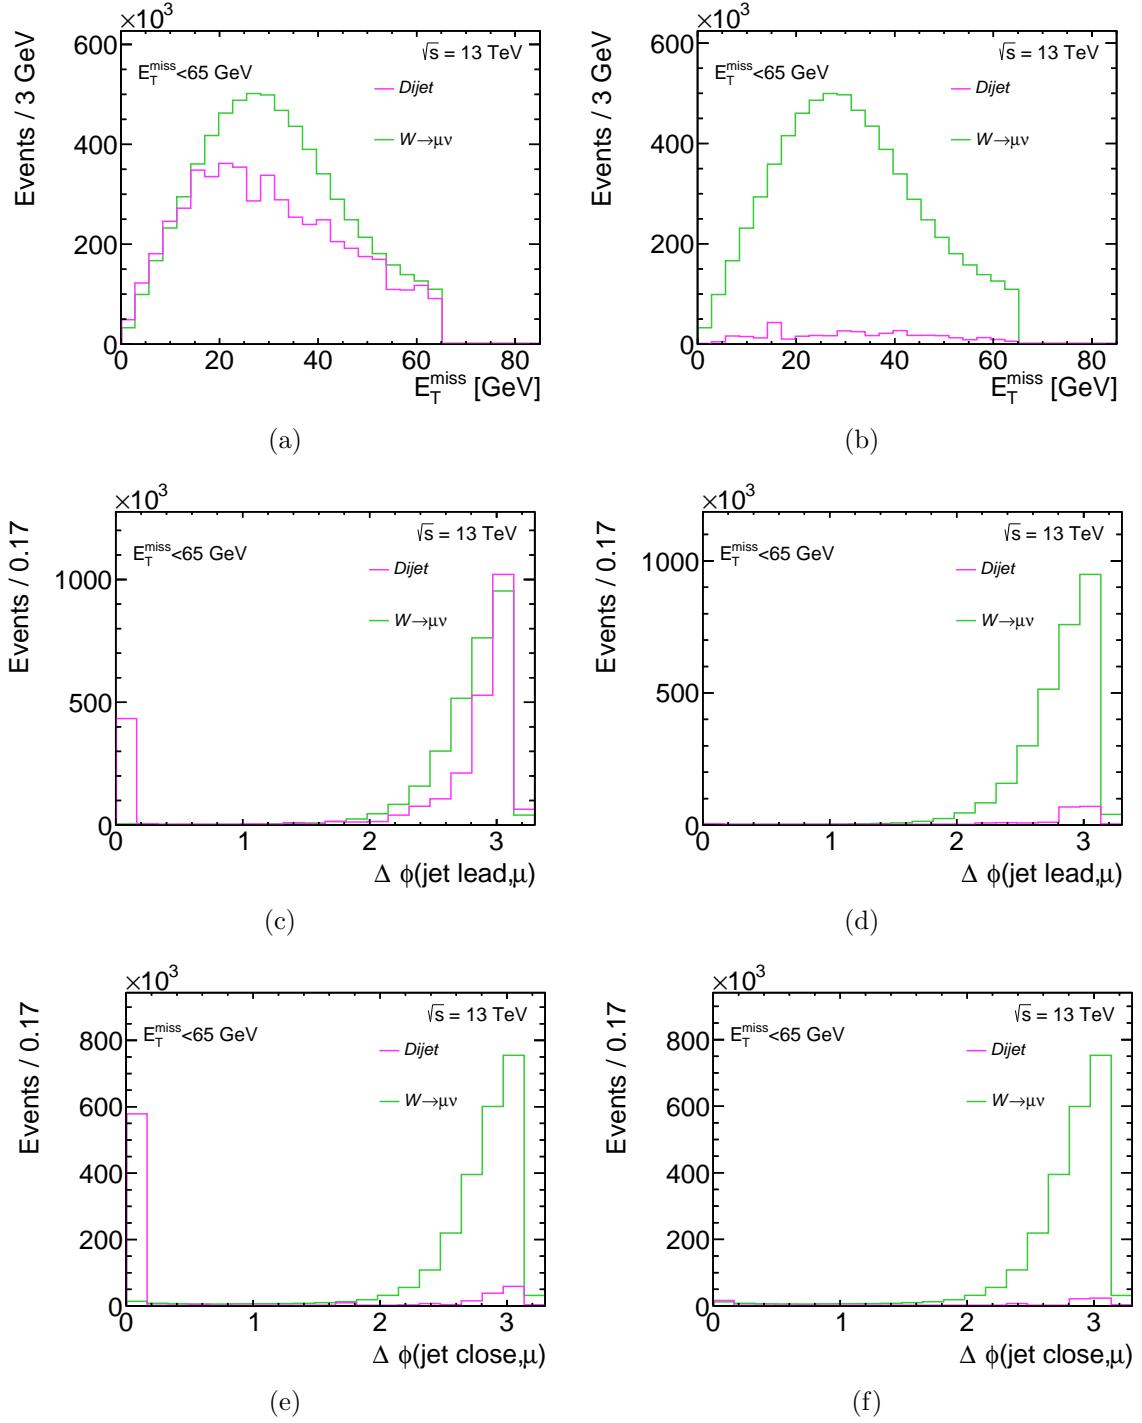 ×10³
Events / 3 GeV
√s = 13 TeV
E_T^miss<65 GeV
Dijet
W→μν
600
400
200
0
0 20 40 60 80
E_T^miss [GeV]
(a)
×10³
Events / 3 GeV
√s = 13 TeV
E_T^miss<65 GeV
Dijet
W→μν
600
400
200
0
0 20 40 60 80
E_T^miss [GeV]
(b)
×10³
Events / 0.17
√s = 13 TeV
E_T^miss<65 GeV
Dijet
W→μν
1000
500
0
0 1 2 3
Δ ϕ(jet lead,μ)
(c)
×10³
Events / 0.17
√s = 13 TeV
E_T^miss<65 GeV
Dijet
W→μν
1000
500
0
0 1 2 3
Δ ϕ(jet lead,μ)
(d)
×10³
Events / 0.17
√s = 13 TeV
E_T^miss<65 GeV
Dijet
W→μν
800
600
400
200
0
0 1 2 3
Δ ϕ(jet close,μ)
(e)
×10³
Events / 0.17
√s = 13 TeV
E_T^miss<65 GeV
Dijet
W→μν
800
600
400
200
0
0 1 2 3
Δ ϕ(jet close,μ)
(f)